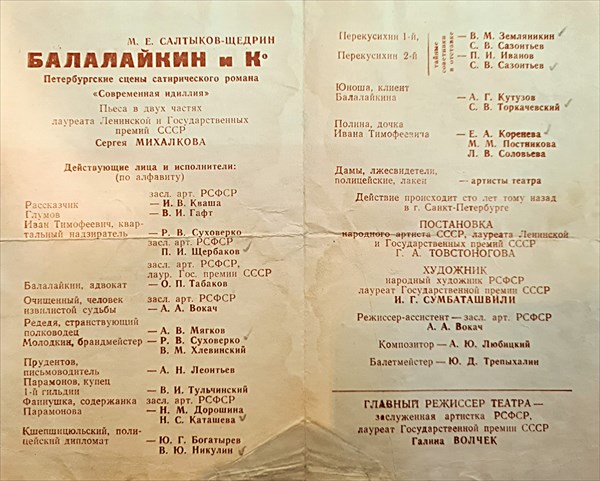 М. Е. САЛТЫКОВ-ЩЕДРИН
БАЛАЛАЙКИН и К°
Петербургские сцены сатирического романа
«Современная идиллия»
Пьеса в двух частях
лауреата Ленинской и Государственных
премий СССР
Сергея МИХАЛКОВА
Действующие лица и исполнители:
(по алфавиту)
засл. арт. РСФСР
Рассказчик — И. В. Кваша
Глумов — В. И. Гафт
Иван Тимофеевич, квар-
тальный надзиратель — Р. В. Суховерко
засл. арт. РСФСР
П. И. Щербаков
засл. арт. РСФСР,
лаур. Гос. премии СССР
Балалайкин, адвокат — О. П. Табаков
Очищенный, человек засл. арт РСФСР
извилистой судьбы — А. А. Вокач
Редедя, странствующий
полководец — А. В. Мягков
Молодкин, брандмейстер — Р. В. Суховерко
В. М. Хлевинский
Прудентов,
письмоводитель — А. Н. Леонтьев
Парамонов, купец
1-й гильдии — В. И. Тульчинский
Фаинушка, содержанка засл. арт. РСФСР
Парамонова — Н. М. Дорошина
Н. С. Каташева
Кшепшицюльский, поли-
цейский дипломат — Ю. Г. Богатырев
В. Ю. Никулин
Перекусихин 1-й, — В. М. Земляникин
С. В. Сазонтьев
Перекусихин 2-й — П. И. Иванов
С. В. Сазонтьев
тайные
советники
в отставке
Юноша, клиент
Балалайкина — А. Г. Кутузов
С. В. Торкачевский
Полина, дочка
Ивана Тимофеевича — Е. А. Коренева
М. М. Постникова
Л. В. Соловьева
Дамы, лжесвидетели,
полицейские, лакеи — артисты театра
Действие происходит сто лет тому назад
в г. Санкт-Петербурге
ПОСТАНОВКА
народного артиста СССР, лауреата Ленинской
и Государственных премий СССР
Г. А. ТОВСТОНОГОВА
ХУДОЖНИК
народный художник РСФСР
лауреат Государственной премии СССР
И. Г. СУМБАТАШВИЛИ
Режиссер-ассистент — засл. арт. РСФСР
А. А. Вокач
Композитор — А. Ю. Любицкий
Балетмейстер — Ю. Д. Трепыхалин
ГЛАВНЫЙ РЕЖИССЕР ТЕАТРА —
заслуженная артистка РСФСР,
лауреат Государственной премии СССР
Галина ВОЛЧЕК